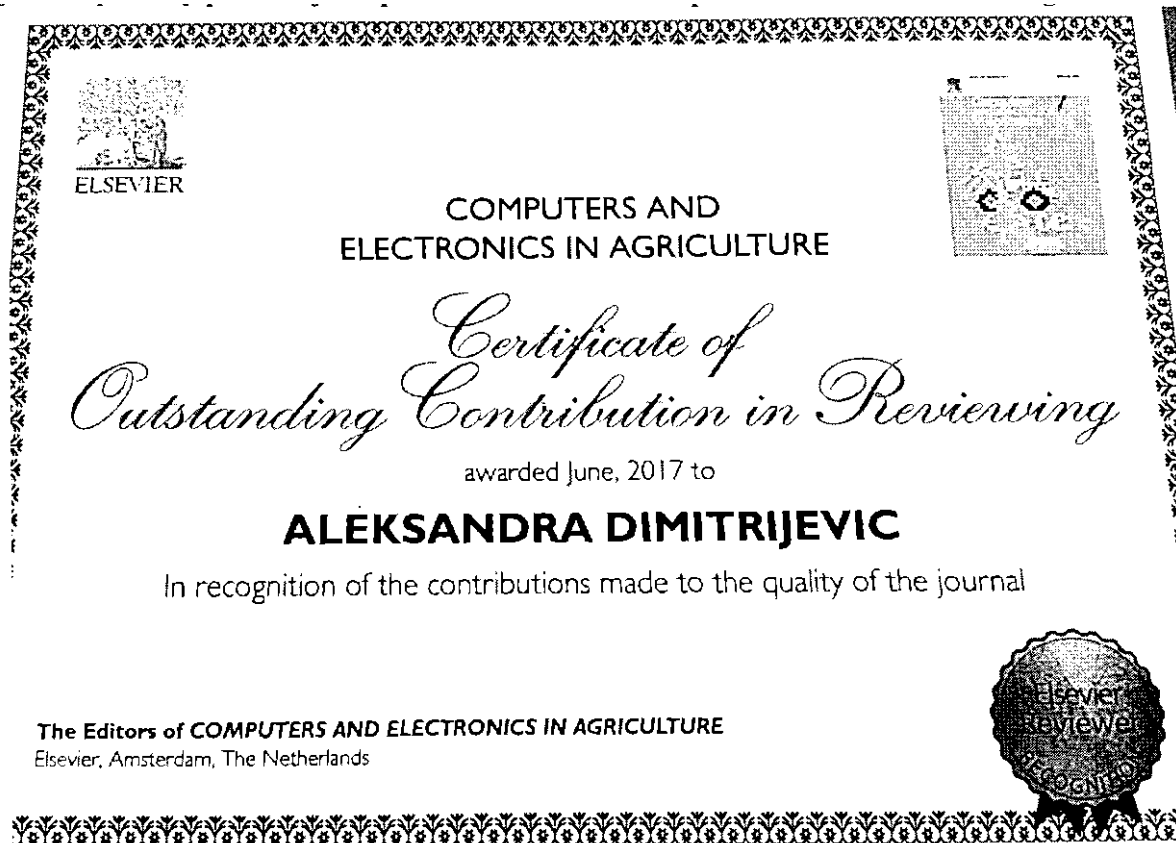 ELSEVIER
COMPUTERS AND
ELECTRONICS IN AGRICULTURE
Certificate of
Outstanding Contribution in Reviewing
awarded June, 2017 to
ALEKSANDRA DIMITRIJEVIC
In recognition of the contributions made to the quality of the journal
The Editors of COMPUTERS AND ELECTRONICS IN AGRICULTURE
Elsevier, Amsterdam, The Netherlands
Elsevier
Reviewer
RECOGNITION